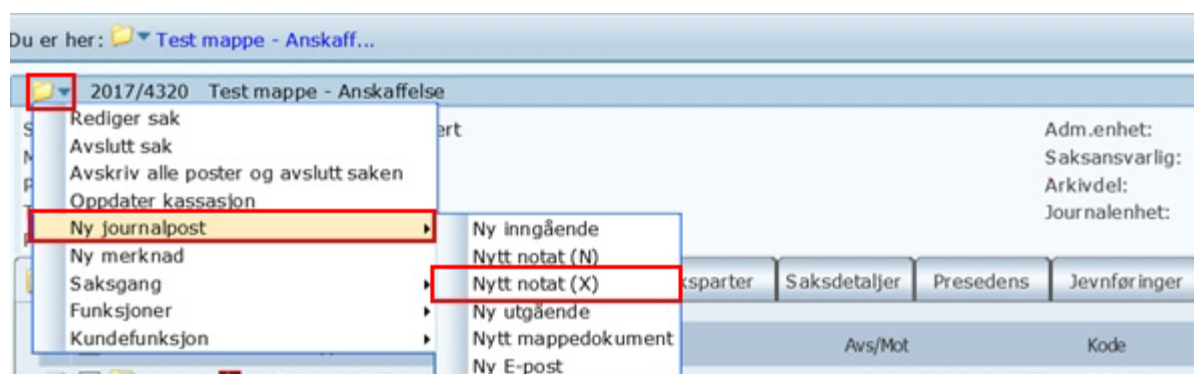 Du er her: Test mappe - Anskaff...
2017/4320 Test mappe - Anskaffelse
Rediger sak
Avslutt sak
Avskriv alle poster og avslutt saken
Oppdater kassasjon
Ny journalpost
Ny merknad
Saksgang
Funksjoner
Kundefunksjon
Ny inngående
Nytt notat (N)
Nytt notat (X)
Ny utgående
Nytt mappedokument
Ny E-post
Adm.enhet:
Saksansvarlig:
Arkivdel:
Journalenhet:
Saksdetaljer Presedens Jevnføringer
Avs/Mot Kode